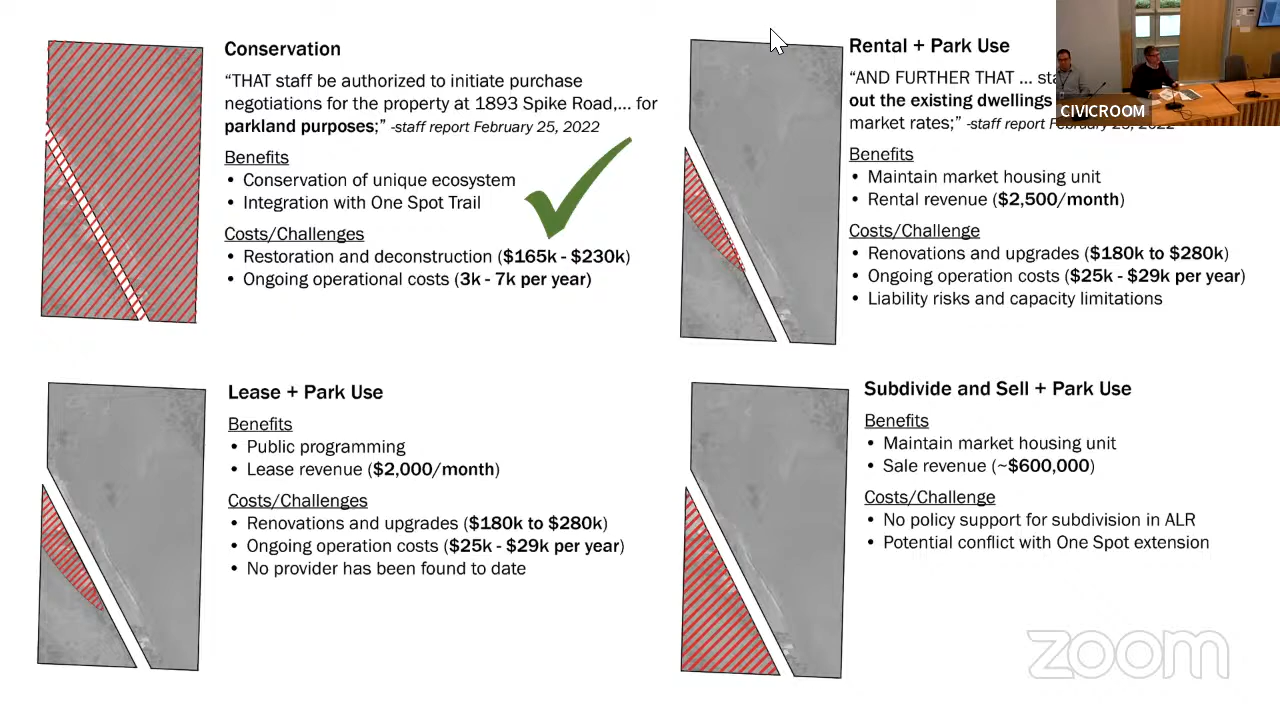 Conservation
“THAT staff be authorized to initiate purchase
negotiations for the property at 1893 Spike Road,... for
parkland purposes;” -staff report February 25, 2022
Benefits
• Conservation of unique ecosystem
• Integration with One Spot Trail
Costs/Challenges
• Restoration and deconstruction ($165k - $230k)
• Ongoing operational costs (3k - 7k per year)
Rental + Park Use
“AND FURTHER THAT ...
out the existing dwellings
market rates;” -staff report February 25, 2022
Benefits
• Maintain market housing unit
• Rental revenue ($2,500/month)
Costs/Challenge
• Renovations and upgrades ($180k to $280k)
• Ongoing operation costs ($25k - $29k per year)
• Liability risks and capacity limitations
CIVICROOM
Lease + Park Use
Benefits
• Public programming
• Lease revenue ($2,000/month)
Costs/Challenges
• Renovations and upgrades ($180k to $280k)
• Ongoing operation costs ($25k - $29k per year)
• No provider has been found to date
Subdivide and Sell + Park Use
Benefits
• Maintain market housing unit
• Sale revenue (~$600,000)
Costs/Challenge
• No policy support for subdivision in ALR
• Potential conflict with One Spot extension
zoom